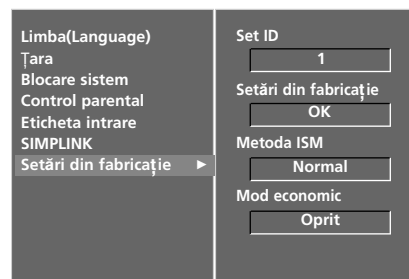 Limba(Language)
Țara
Blocare sistem
Control parental
Eticheta intrare
SIMPLINK
Setări din fabricație ►
Set ID
1
Setări din fabricație
OK
Metoda ISM
Normal
Mod economic
Oprit